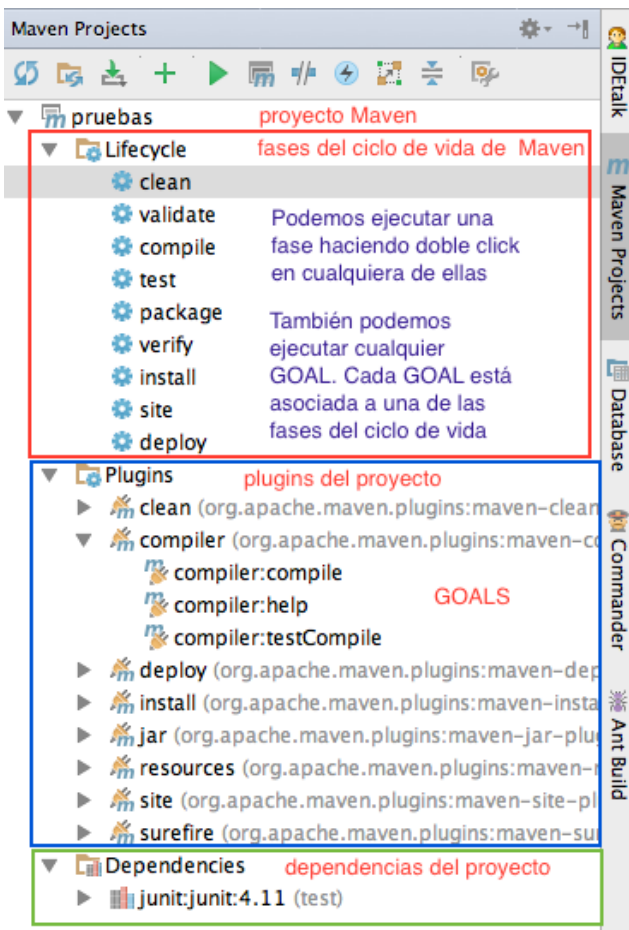 Maven Projects
pruebas proyecto Maven
Lifecycle fases del ciclo de vida de Maven
clean
validate
compile
test
package
verify
install
site
deploy
Podemos ejecutar una
fase haciendo doble click
en cualquiera de ellas
También podemos
ejecutar cualquier
GOAL. Cada GOAL está
asociada a una de las
fases del ciclo de vida
Plugins plugins del proyecto
clean (org.apache.maven.plugins:maven-clean
compiler (org.apache.maven.plugins:maven-co
compiler:compile
compiler:help
compiler:testCompile
GOALS
deploy (org.apache.maven.plugins:maven-dep
install (org.apache.maven.plugins:maven-insta
jar (org.apache.maven.plugins:maven-jar-plu
resources (org.apache.maven.plugins:maven-r
site (org.apache.maven.plugins:maven-site-pl
surefire (org.apache.maven.plugins:maven-su
Dependencies dependencias del proyecto
junit:junit:4.11 (test)
IDEtalk
Maven Projects
Database
Commander
Ant Build